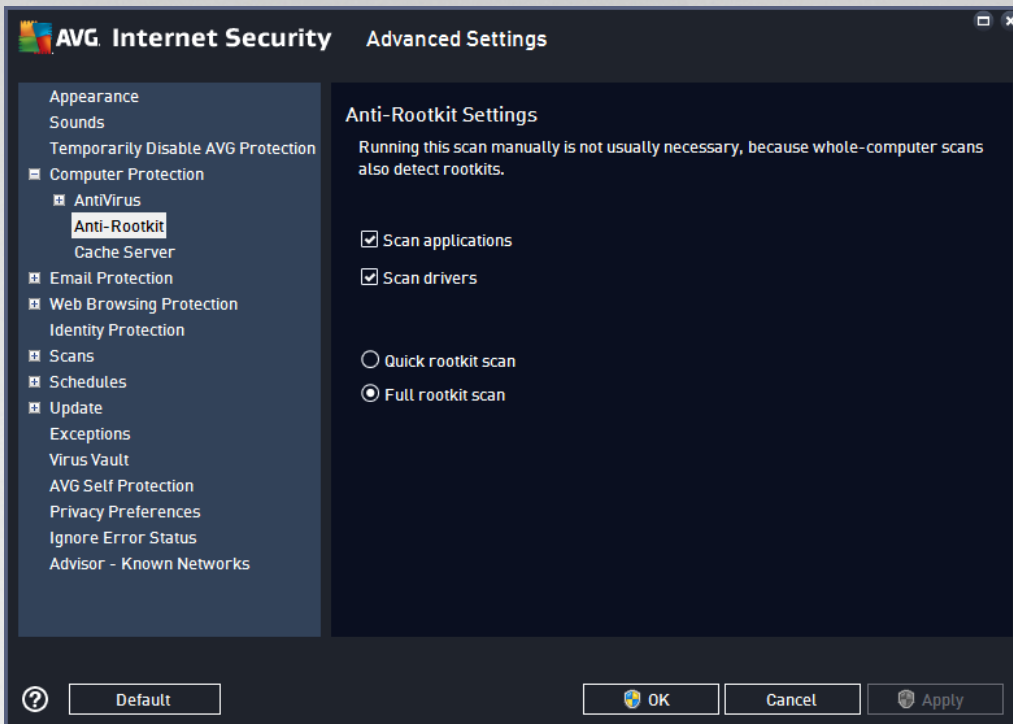 AVG. Internet Security Advanced Settings
Appearance
Sounds
Temporarily Disable AVG Protection
Computer Protection
AntiVirus
Anti-Rootkit
Cache Server
Email Protection
Web Browsing Protection
Identity Protection
Scans
Schedules
Update
Exceptions
Virus Vault
AVG Self Protection
Privacy Preferences
Ignore Error Status
Advisor - Known Networks
Anti-Rootkit Settings
Running this scan manually is not usually necessary, because whole-computer scans
also detect rootkits.
Scan applications
Scan drivers
Quick rootkit scan
Full rootkit scan
? Default OK Cancel Apply